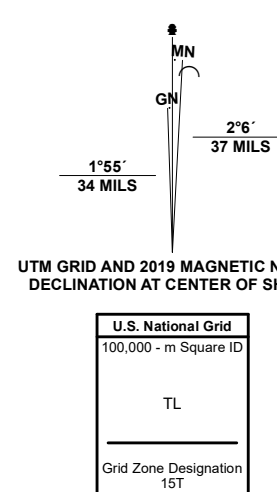 MN
GN
2°6´
37 MILS
1°55´
34 MILS
UTM GRID AND 2019 MAGNETIC N
DECLINATION AT CENTER OF SH
U.S. National Grid
100,000 - m Square ID
TL
Grid Zone Designation
15T